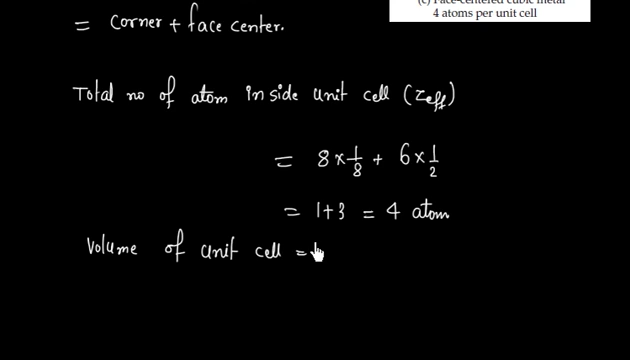 (c) Face-centered cubic metal
4 atoms per unit cell
= corner + face center.
Total no of atom inside unit cell (Zeff)
= 8 × 1/8 + 6 × 1/2
= 1 + 3 = 4 atom
Volume of unit cell =